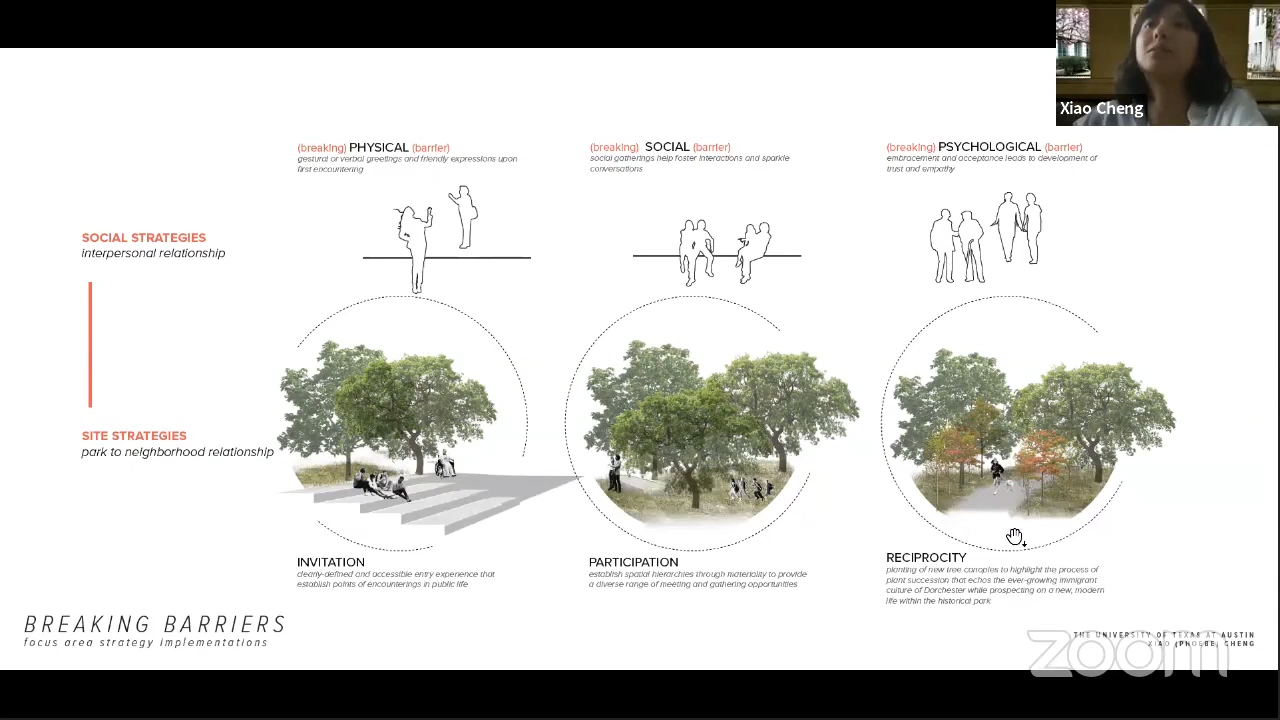 Xiao Cheng
(breaking) PHYSICAL (barrier)
gestural or verbal greetings and friendly expressions upon
first encountering
(breaking) SOCIAL (barrier)
social gatherings help foster interactions and sparkle
conversations
(breaking) PSYCHOLOGICAL (barrier)
embracement and acceptance leads to development of
trust and empathy
SOCIAL STRATEGIES
interpersonal relationship
SITE STRATEGIES
park to neighborhood relationship
INVITATION
clearly-defined and accessible entry experience that
establish points of encounterings in public life
PARTICIPATION
establish spatial hierarchies through materiality to provide
a diverse range of meeting and gathering opportunities
RECIPROCITY
planting of new tree canopies to highlight the process of
plant succession that echos the ever-growing immigrant
culture of Dorchester while prospecting on a new, modern
life within the historical park
BREAKING BARRIERS
focus area strategy implementations
THE UNIVERSITY OF TEXAS AT AUSTIN
XIAO (PHOEBE) CHENG
zoom